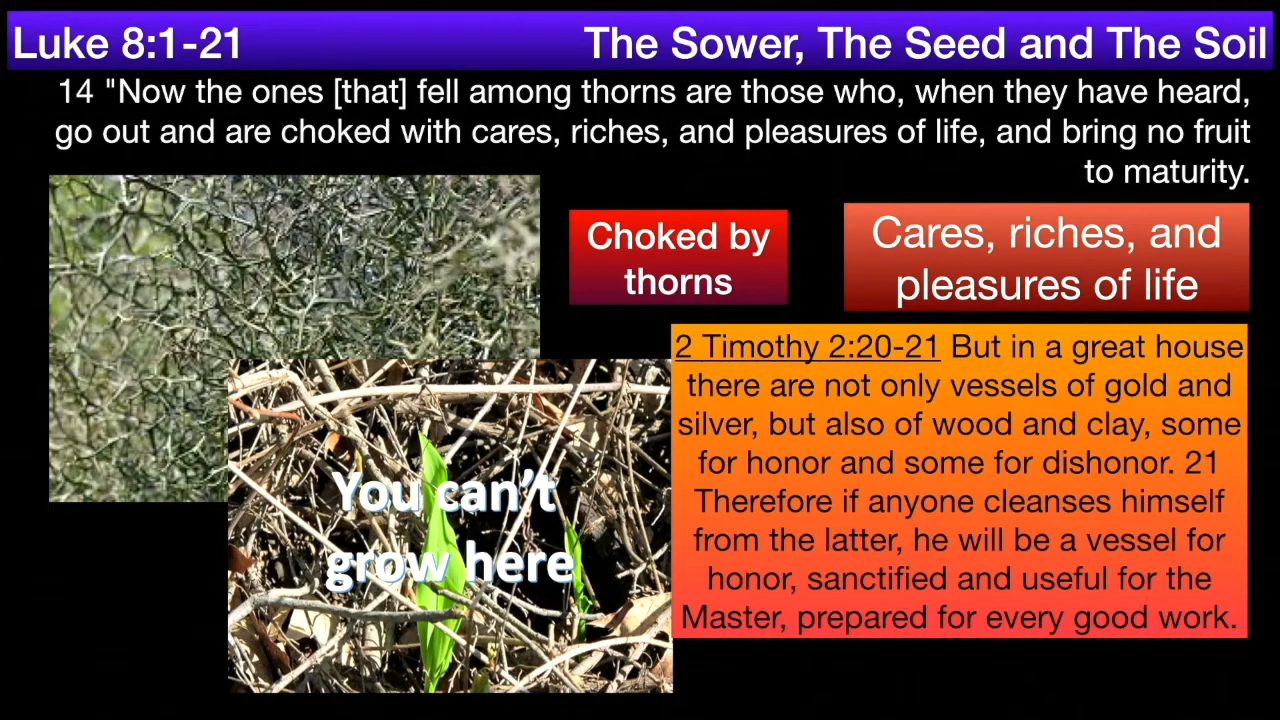 Luke 8:1-21
The Sower, The Seed and The Soil
14 "Now the ones [that] fell among thorns are those who, when they have heard,
go out and are choked with cares, riches, and pleasures of life, and bring no fruit
to maturity.
Choked by
thorns
Cares, riches, and
pleasures of life
2 Timothy 2:20-21 But in a great house
there are not only vessels of gold and
silver, but also of wood and clay, some
for honor and some for dishonor. 21
Therefore if anyone cleanses himself
from the latter, he will be a vessel for
honor, sanctified and useful for the
Master, prepared for every good work.
You can't
grow here